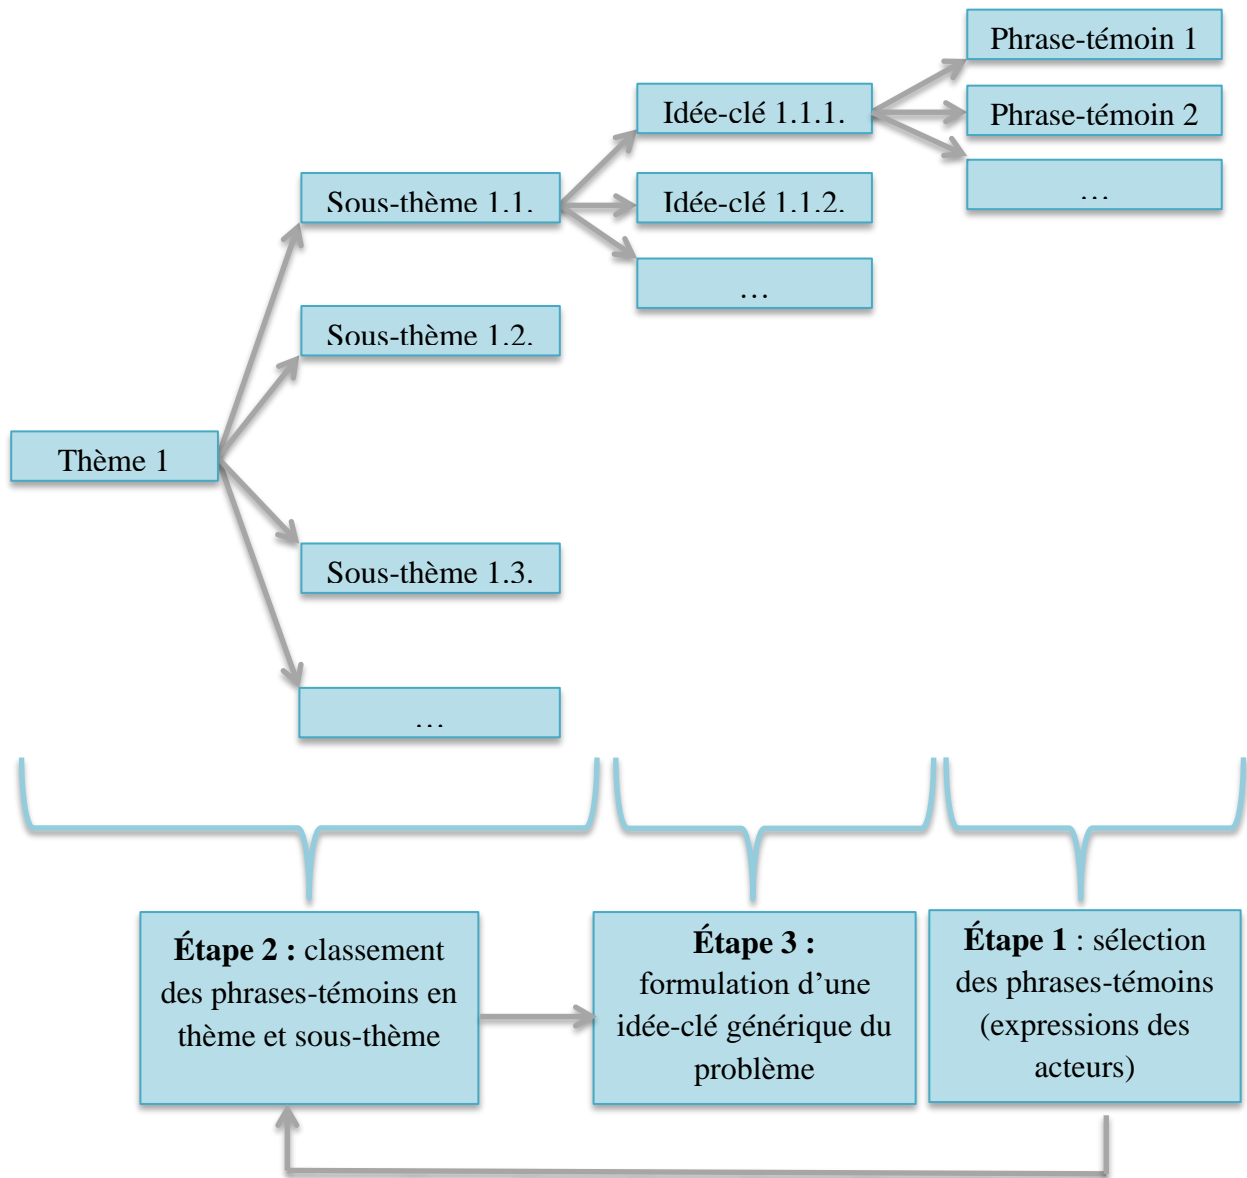 Phrase-témoin 1
Idée-clé 1.1.1.
Phrase-témoin 2
Sous-thème 1.1.
Idée-clé 1.1.2.
…
…
Sous-thème 1.2.
Thème 1
Sous-thème 1.3.
…
Étape 2 : classement
des phrases-témoins en
thème et sous-thème
Étape 3 :
formulation d’une
idée-clé générique du
problème
Étape 1 : sélection
des phrases-témoins
(expressions des
acteurs)